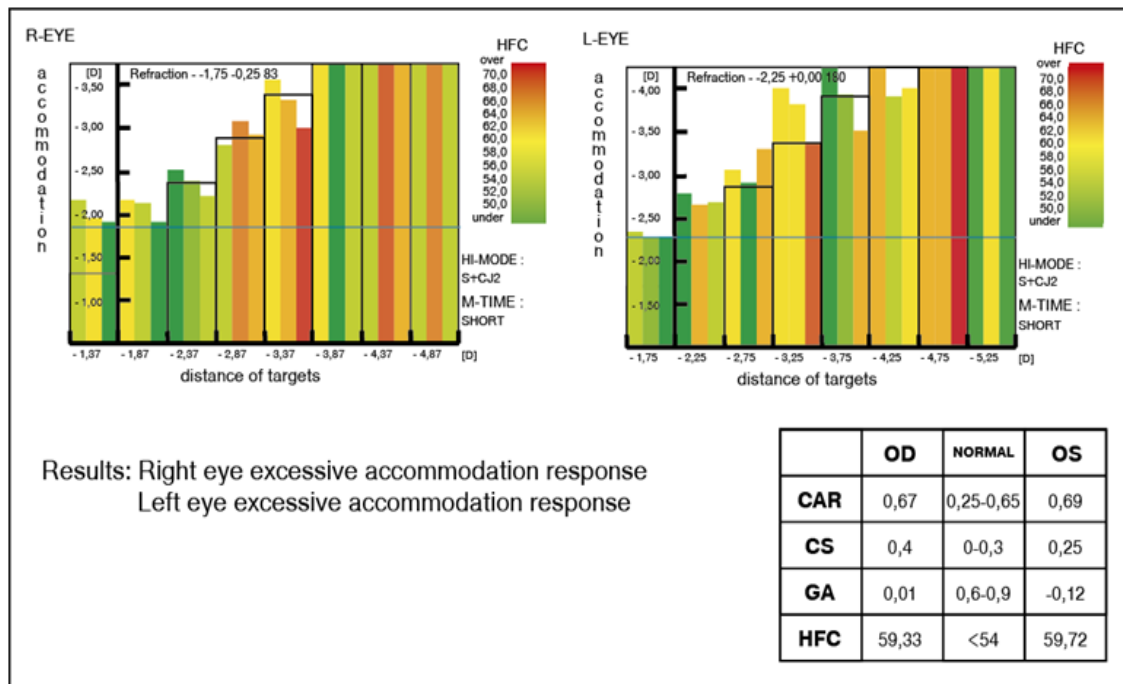 R-EYE
accomodation
[D]
Refraction - -1,75 -0,25 83
- 3,50
- 3,00
- 2,50
- 2,00
- 1,50
- 1,00
- 1,37 - 1,87 - 2,37 - 2,87 - 3,37 - 3,87 - 4,37 - 4,87 [D]
distance of targets
HFC
over
70,0
68,0
66,0
64,0
62,0
60,0
58,0
56,0
54,0
52,0
50,0
under
HI-MODE :
S+CJ2
M-TIME :
SHORT
L-EYE
accomodation
[D]
Refraction - -2,25 +0,00 180
- 4,00
- 3,50
- 3,00
- 2,50
- 2,00
- 1,50
- 1,75 - 2,25 - 2,75 - 3,25 - 3,75 - 4,25 - 4,75 - 5,25 [D]
distance of targets
HFC
over
70,0
68,0
66,0
64,0
62,0
60,0
58,0
56,0
54,0
52,0
50,0
under
HI-MODE :
S+CJ2
M-TIME :
SHORT
Results: Right eye excessive accommodation response
Left eye excessive accommodation response
OD NORMAL OS
CAR 0,67 0,25-0,65 0,69
CS 0,4 0-0,3 0,25
GA 0,01 0,6-0,9 -0,12
HFC 59,33 <54 59,72